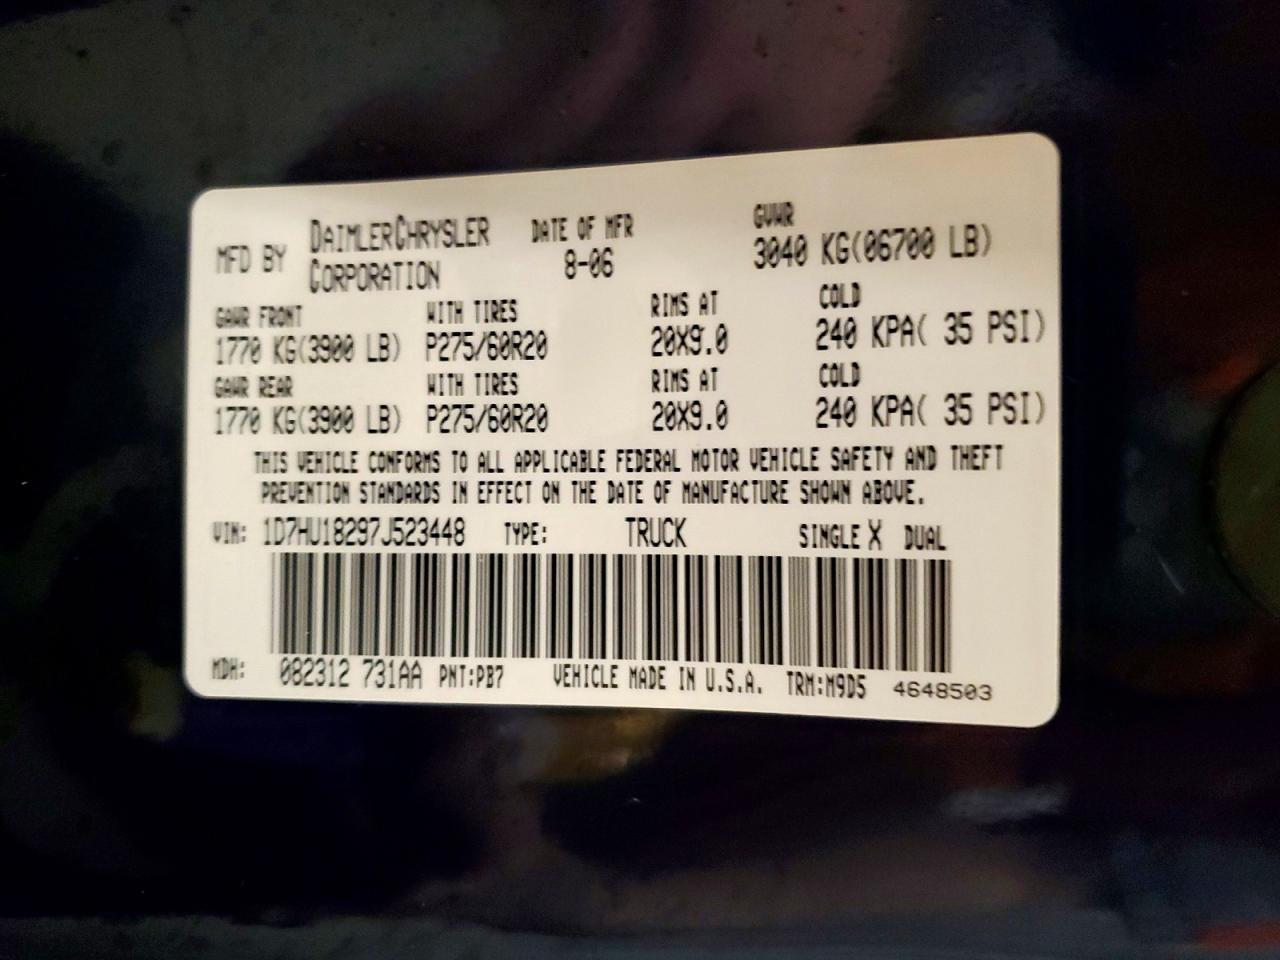 MFD BY DAIMLERCHRYSLER CORPORATION DATE OF MFR 8-06 GVWR 3040 KG(06700 LB)
GAWR FRONT WITH TIRES RIMS AT COLD
1770 KG(3900 LB) P275/60R20 20X9.0 240 KPA( 35 PSI)
GAWR REAR WITH TIRES RIMS AT COLD
1770 KG(3900 LB) P275/60R20 20X9.0 240 KPA( 35 PSI)
THIS VEHICLE CONFORMS TO ALL APPLICABLE FEDERAL MOTOR VEHICLE SAFETY AND THEFT
PREVENTION STANDARDS IN EFFECT ON THE DATE OF MANUFACTURE SHOWN ABOVE.
VIN: 1D7HU18297J523448 TYPE: TRUCK SINGLE X DUAL
MDH: 082312 731AA PNT:PB7 VEHICLE MADE IN U.S.A. TRM:M9D5 4648503